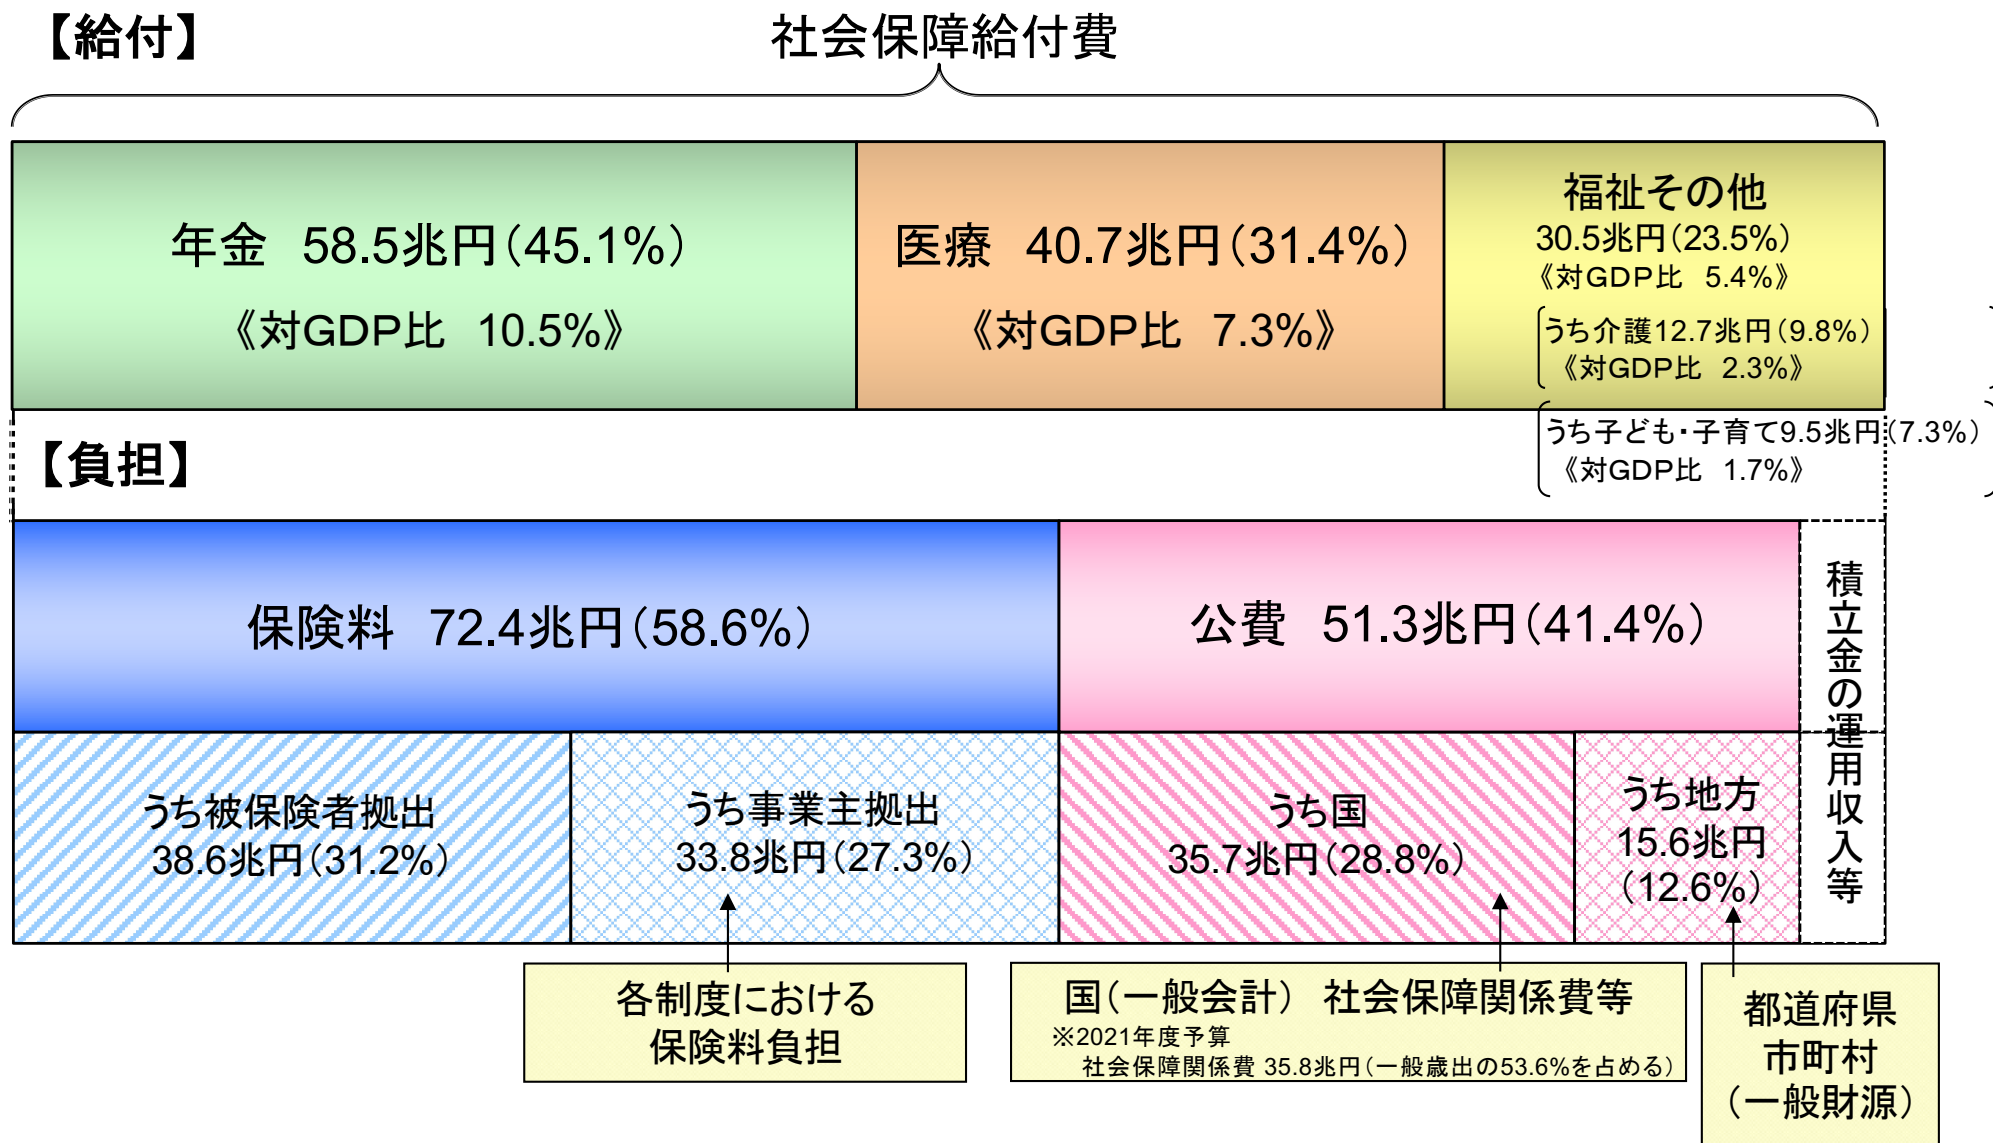 【給付】
社会保障給付費
年金　58.5兆円（45.1%）
《対GDP比　10.5%》
医療　40.7兆円（31.4%）
《対GDP比　7.3%》
福祉その他
30.5兆円（23.5%）
《対GDP比　5.4%》
うち介護12.7兆円（9.8%）
《対GDP比　2.3%》
うち子ども・子育て9.5兆円（7.3%）
《対GDP比　1.7%》
【負担】
保険料　72.4兆円（58.6%）
公費　51.3兆円（41.4%）
積立金の運用収入等
うち被保険者拠出
38.6兆円（31.2%）
うち事業主拠出
33.8兆円（27.3%）
うち国
35.7兆円（28.8%）
うち地方
15.6兆円
（12.6%）
各制度における
保険料負担
国（一般会計）　社会保障関係費等
※2021年度予算
社会保障関係費 35.8兆円（一般歳出の53.6%を占める）
都道府県
市町村
（一般財源）